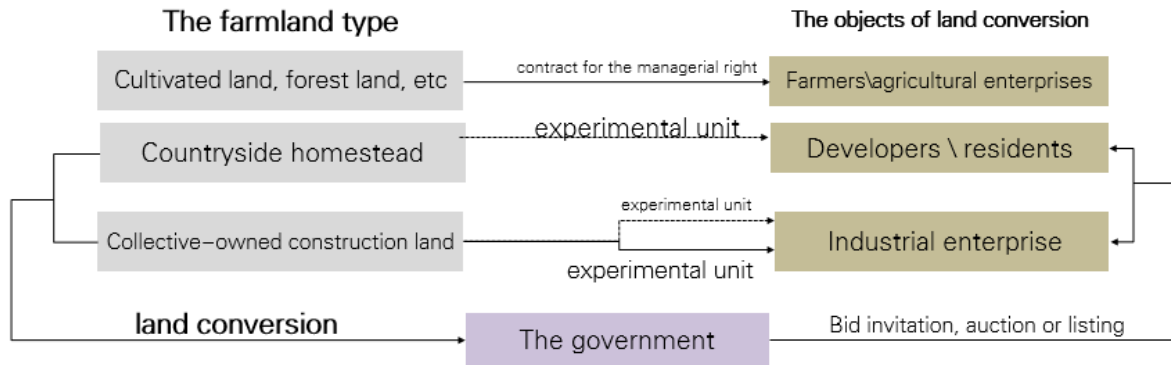 The farmland type
The objects of land conversion
Cultivated land, forest land, etc
contract for the managerial right
Farmers\agricultural enterprises
experimental unit
Countryside homestead
Developers \ residents
experimental unit
Collective-owned construction land
Industrial enterprise
experimental unit
land conversion
The government
Bid invitation, auction or listing